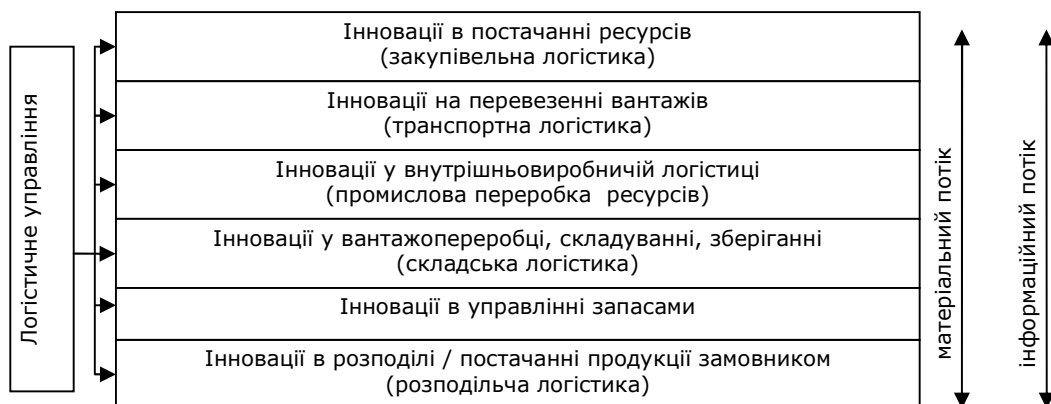 Логістичне управління
Інновації в постачанні ресурсів
(закупівельна логістика)
Інновації на перевезенні вантажів
(транспортна логістика)
Інновації у внутрішньовиробничій логістиці
(промислова переробка ресурсів)
Інновації у вантажопереробці, складуванні, зберіганні
(складська логістика)
Інновації в управлінні запасами
Інновації в розподілі / постачанні продукції замовником
(розподільча логістика)
матеріальний потік
інформаційний потік